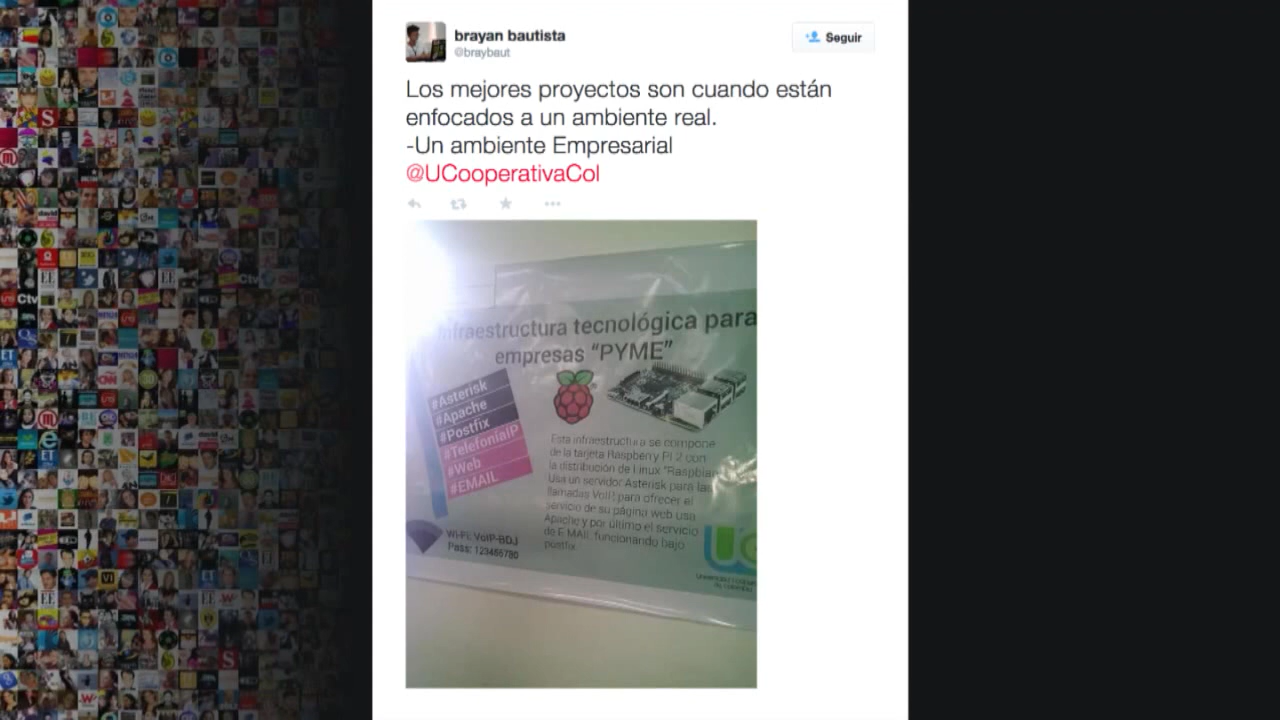 brayan bautista
@braybaut
Seguir
Los mejores proyectos son cuando están
enfocados a un ambiente real.
-Un ambiente Empresarial
@UCooperativaCol
Infraestructura tecnológica para
empresas “PYME”
#Asterisk
#Apache
#Postfix
#TelefoníaIP
#Web
#EMAIL
Esta infraestructura se compone
de la tarjeta Raspberry PI 2 con
la distribución de Linux "Raspbian
Usa un servidor Asterisk para las
llamadas VoIP, para ofrecer el
servicio de su página web usa
Apache y por último el servicio
de E-MAIL funcionando bajo
postfix.
Wi-Fi: VoIP-BDJ
Pass: